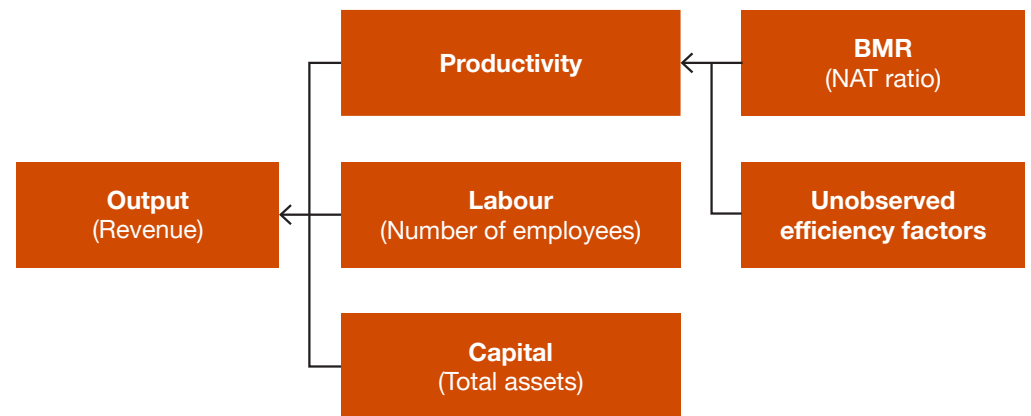 Productivity
BMR
(NAT ratio)
Output
(Revenue)
Labour
(Number of employees)
Unobserved
efficiency factors
Capital
(Total assets)